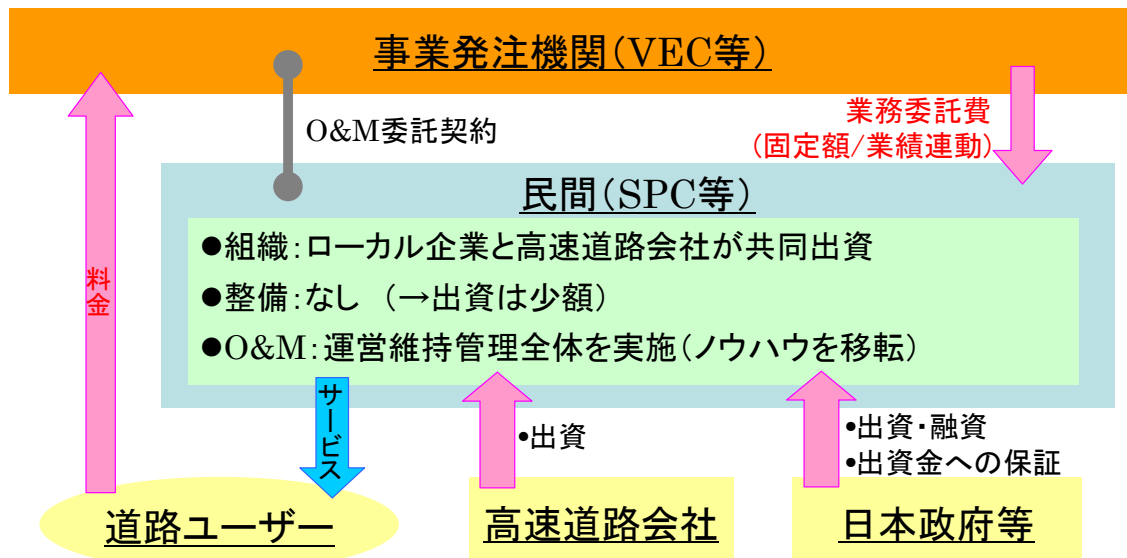 事業発注機関(VEC等)
O&M委託契約
業務委託費
(固定額/業績連動)
民間(SPC等)
●組織:ローカル企業と高速道路会社が共同出資
●整備:なし (→出資は少額)
●O&M:運営維持管理全体を実施(ノウハウを移転)
料金
サービス
•出資
•出資・融資
•出資金への保証
道路ユーザー
高速道路会社
日本政府等